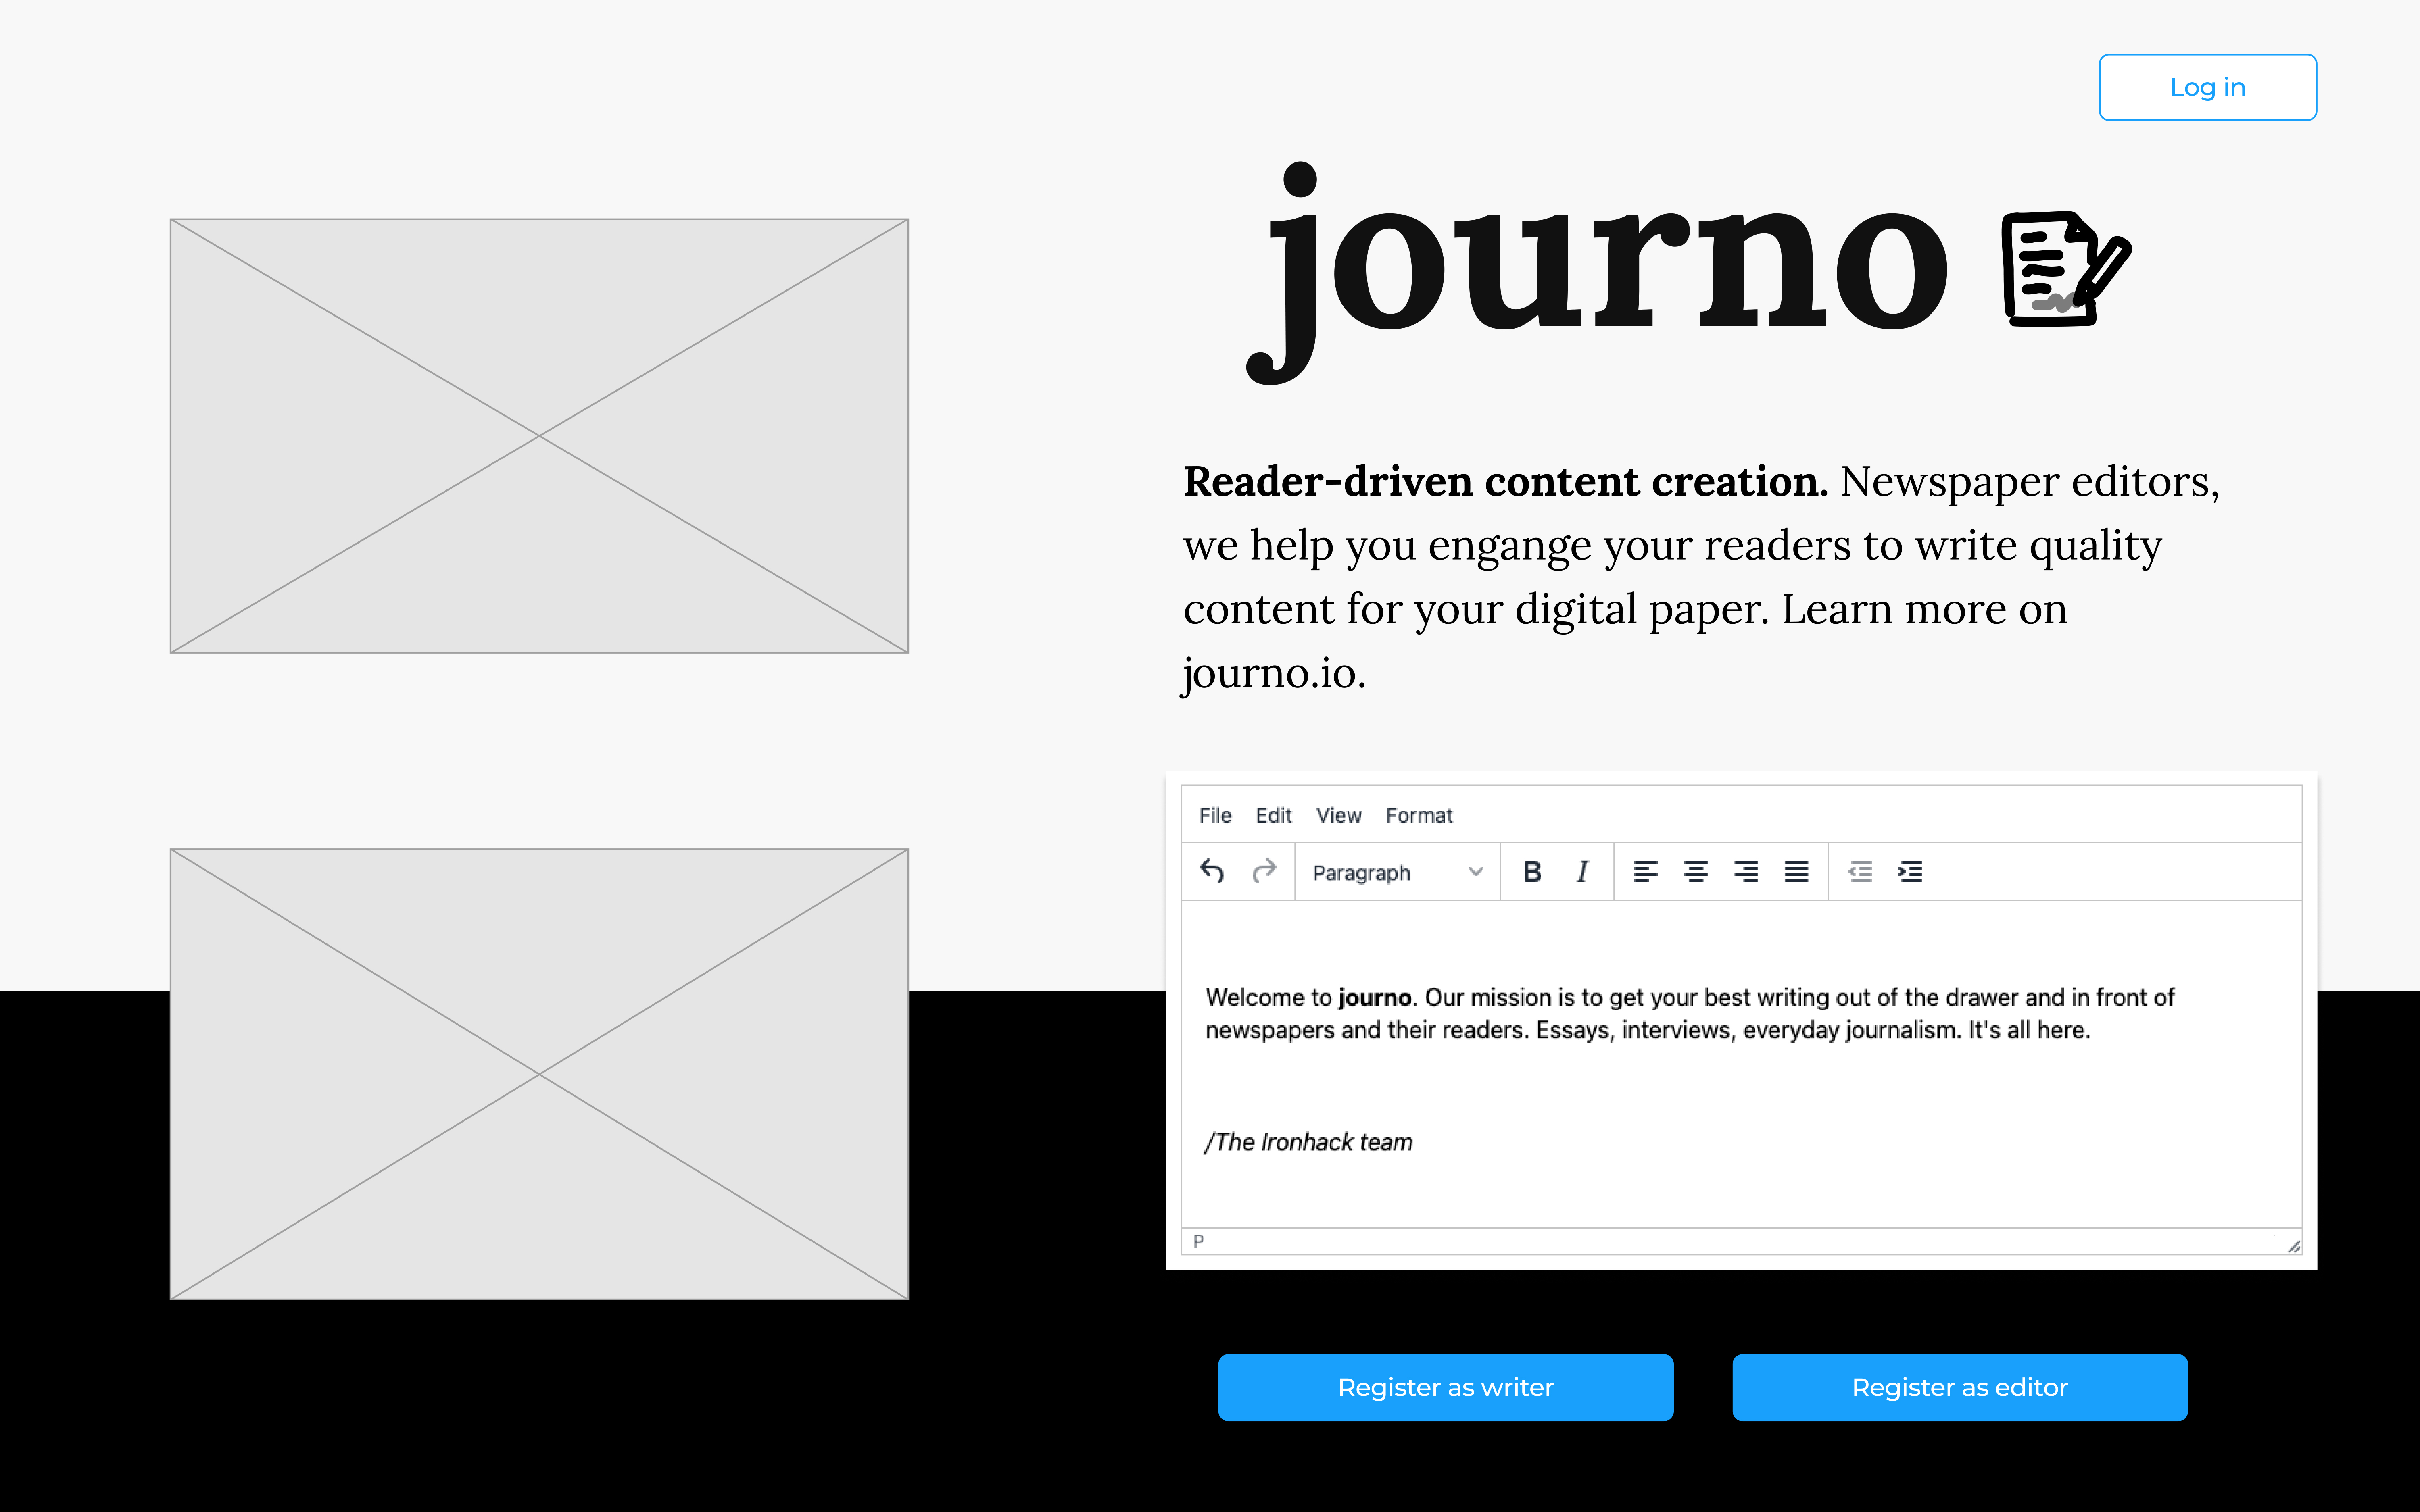 Log in
journo
Reader-driven content creation. Newspaper editors,
we help you engange your readers to write quality
content for your digital paper. Learn more on
journo.io.
File Edit View Format
Paragraph B I
Welcome to journo. Our mission is to get your best writing out of the drawer and in front of
newspapers and their readers. Essays, interviews, everyday journalism. It's all here.
/The Ironhack team
P
Register as writer Register as editor